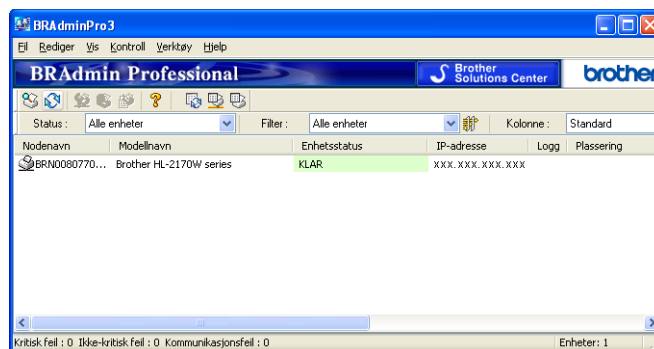 BRAdminPro3
Fil Rediger Vis Kontroll Verktøy Hjelp
BRAdmin Professional Brother Solutions Center brother
Status : Alle enheter Filter : Alle enheter Kolonne : Standard
Nodenavn Modellnavn Enhetsstatus IP-adresse Logg Plassering
BRN0080770... Brother HL-2170W series KLAR XXX.XXX.XXX.XXX
Kritisk feil : 0 Ikke-kritisk feil : 0 Kommunikasjonsfeil : 0 Enheter: 1